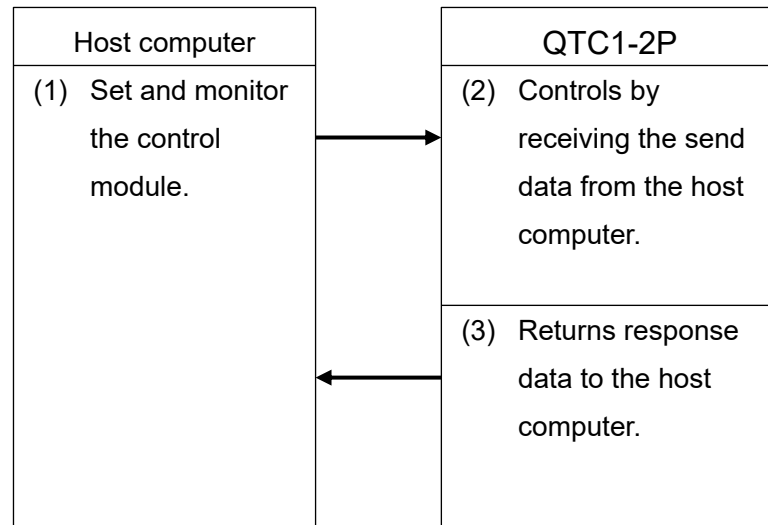 Host computer
(1) Set and monitor
the control
module.
QTC1-2P
(2) Controls by
receiving the send
data from the host
computer.
(3) Returns response
data to the host
computer.